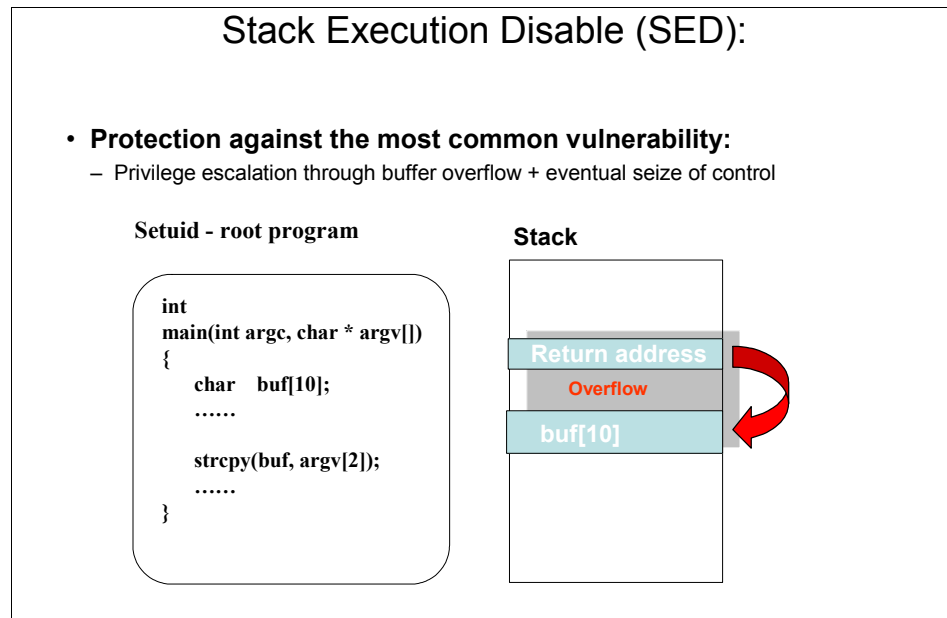 Stack Execution Disable (SED):
• Protection against the most common vulnerability:
– Privilege escalation through buffer overflow + eventual seize of control
Setuid - root program
int
main(int argc, char * argv[])
{
char buf[10];
......
strcpy(buf, argv[2]);
......
}
Stack
Return address
Overflow
buf[10]